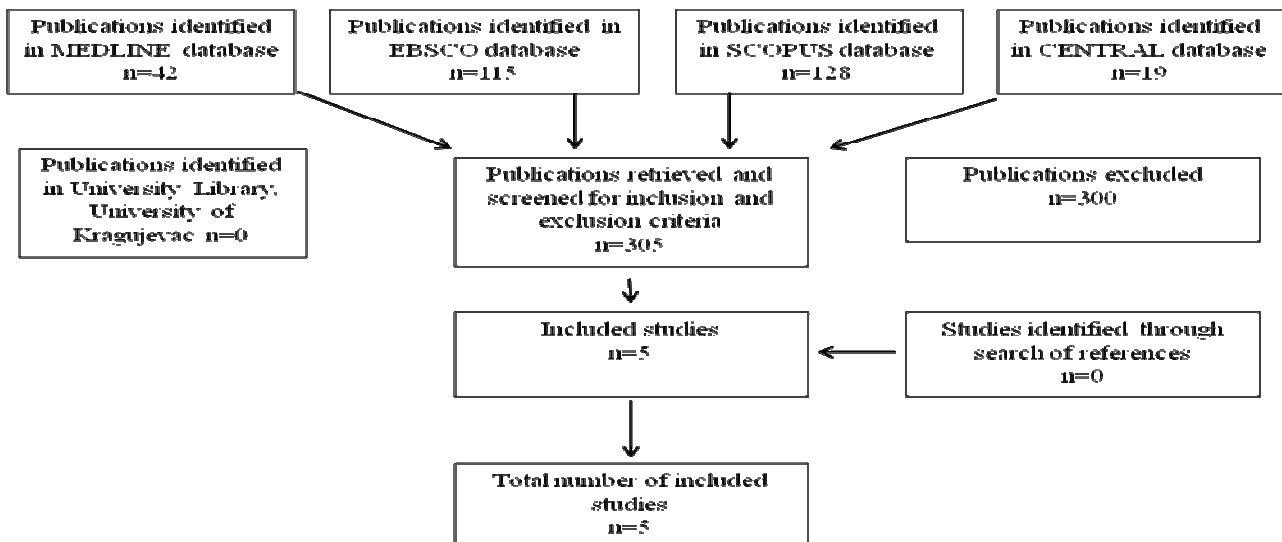 Publications identified
in MEDLINE database
n=42
Publications identified in
EBSCO database
n=115
Publications identified
in SCOPUS database
n=128
Publications identified
in CENTRAL database
n=19
Publications identified
in University Library,
University of
Kragujevac n=0
Publications retrieved and
screened for inclusion and
exclusion criteria
n=305
Publications excluded
n=300
Included studies
n=5
Studies identified through
search of references
n=0
Total number of included
studies
n=5